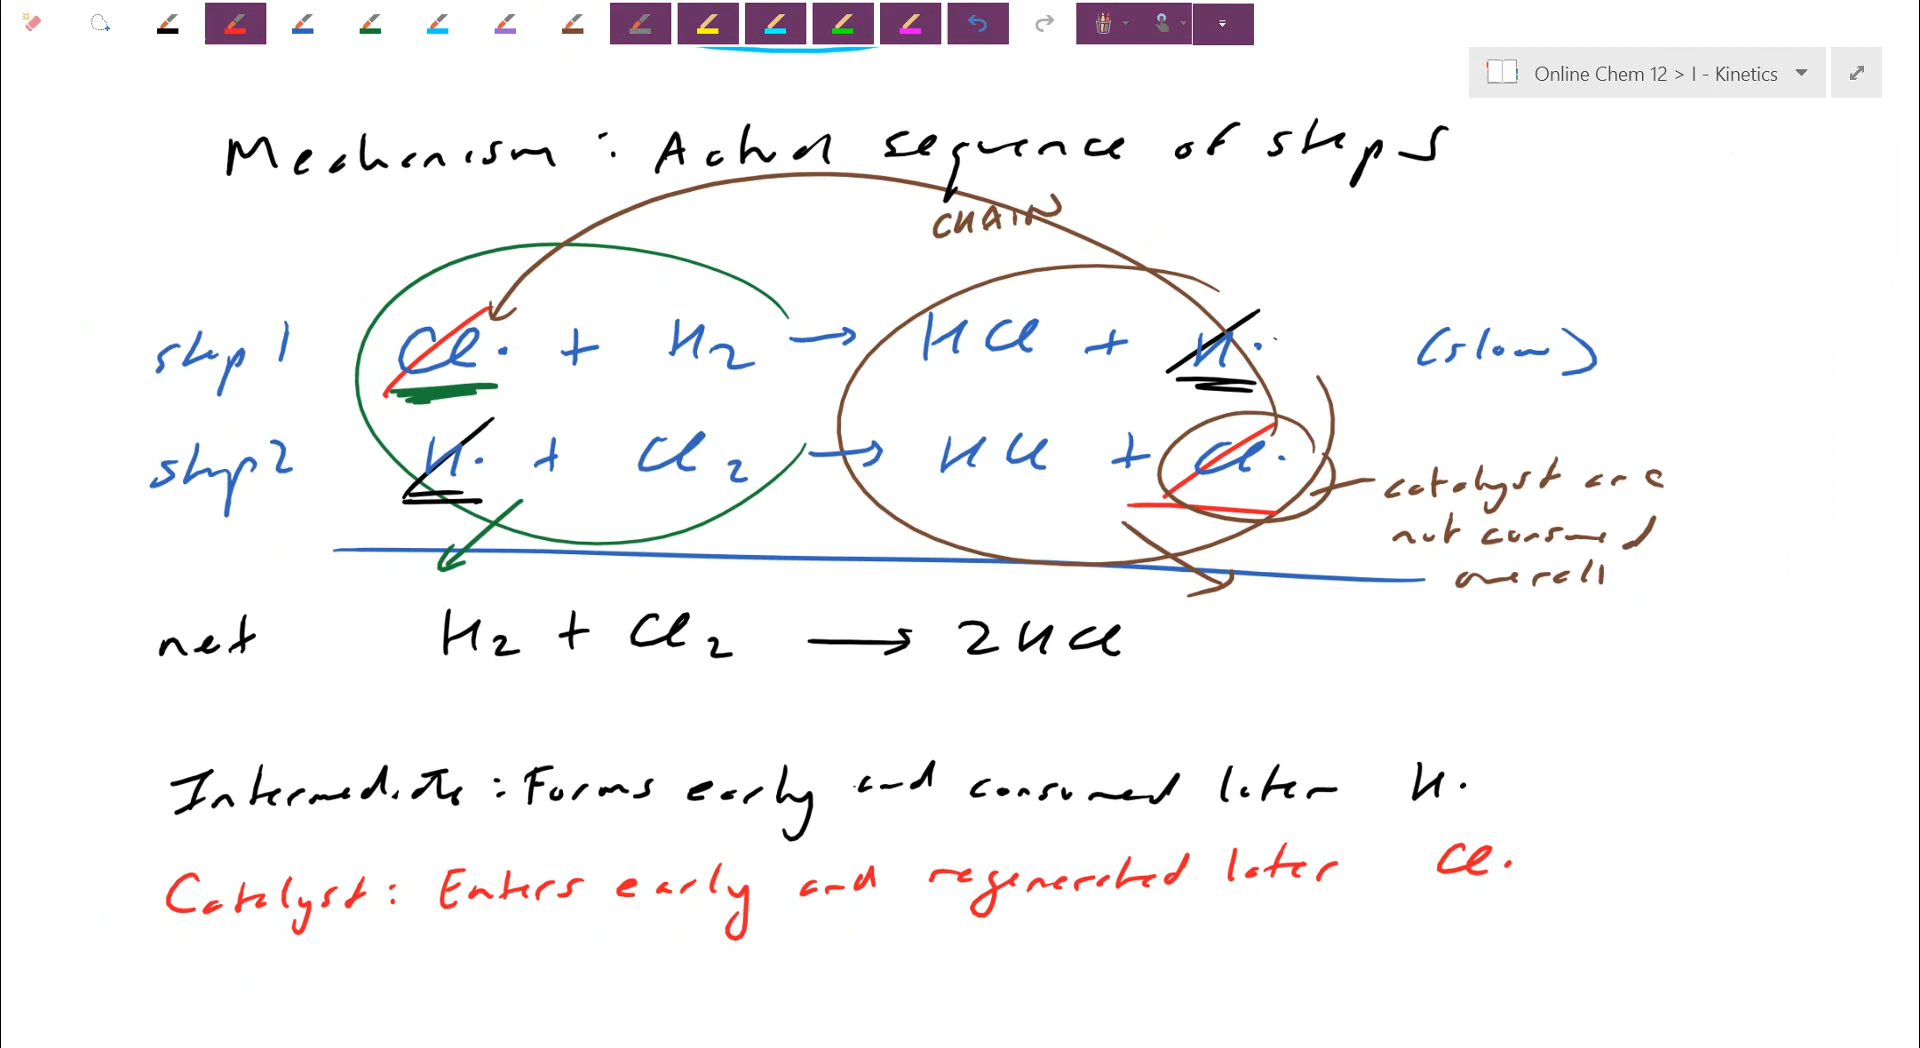 Online Chem 12 > I - Kinetics
Mechanism : Actual sequence of steps
CHAIN
step 1 Cl· + H2 → HCl + H· (slow)
step 2 H· + Cl2 → HCl + Cl·
catalyst are
not consumed
overall
net H2 + Cl2 → 2HCl
Intermediate : Forms early and consumed later H·
Catalyst : Enters early and regenerated later Cl·